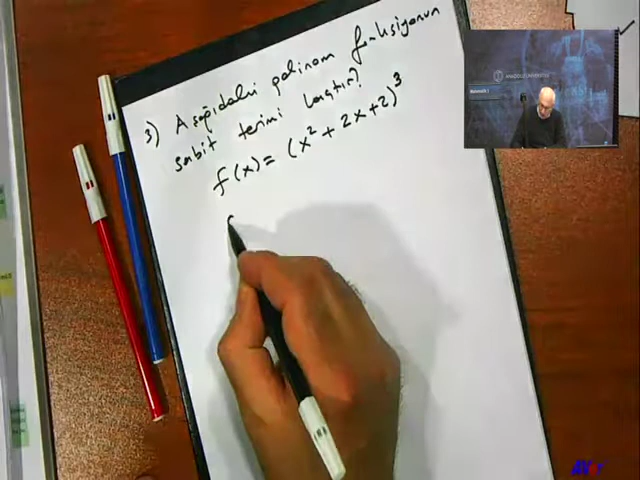 3) Aşağıdaki polinom fonksiyonun
sabit terimi kaçtır?
f(x) = (x² + 2x + 2)³